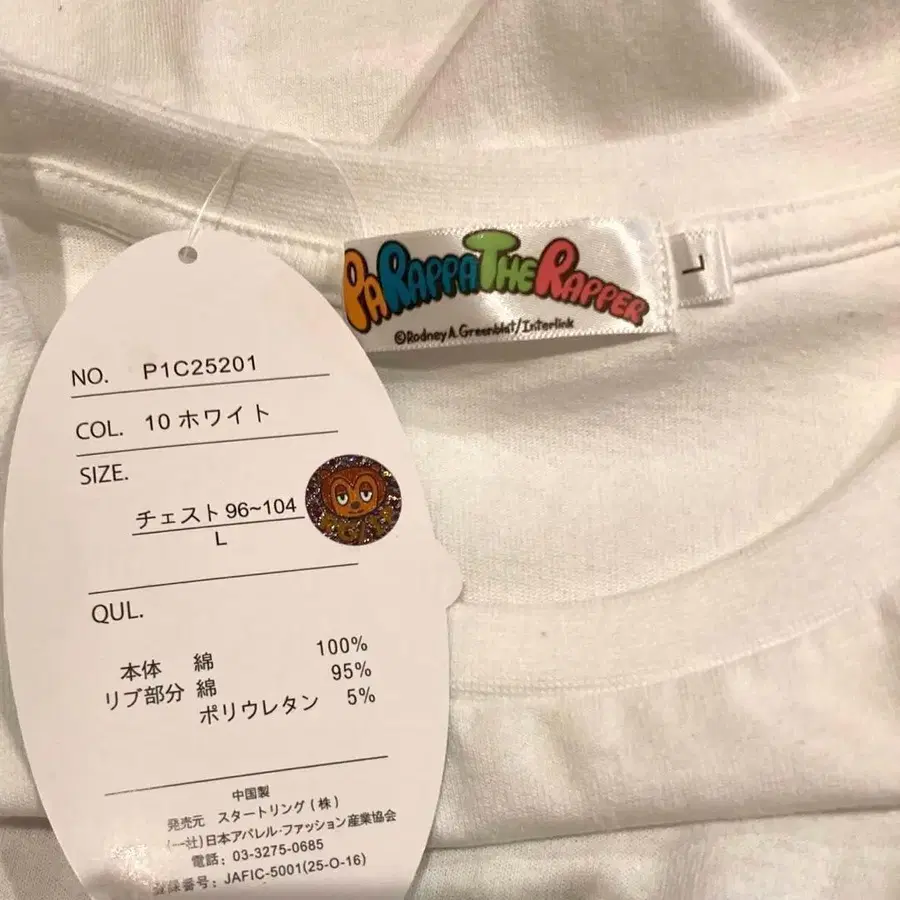 PARAPPA THE RAPPER
©Rodney A. Greenblat/Interlink
L
NO. P1C25201
COL. 10 ホワイト
SIZE.
チェスト 96~104
L
QUL.
本体 綿 100%
リブ部分 綿 95%
ポリウレタン 5%
中国製
発売元 スタートリング(株)
(一社)日本アパレル・ファッション産業協会
電話: 03-3275-0685
登録番号: JAFIC-5001(25-O-16)